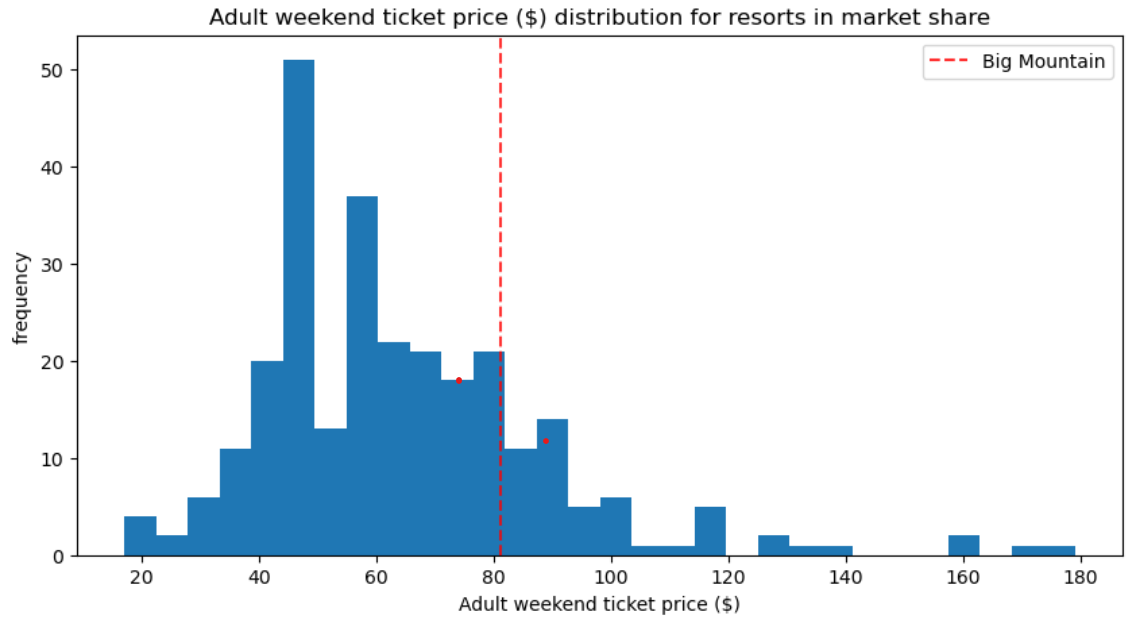 Adult weekend ticket price ($) distribution for resorts in market share
Big Mountain
50
40
30
20
10
0
frequency
20 40 60 80 100 120 140 160 180
Adult weekend ticket price ($)